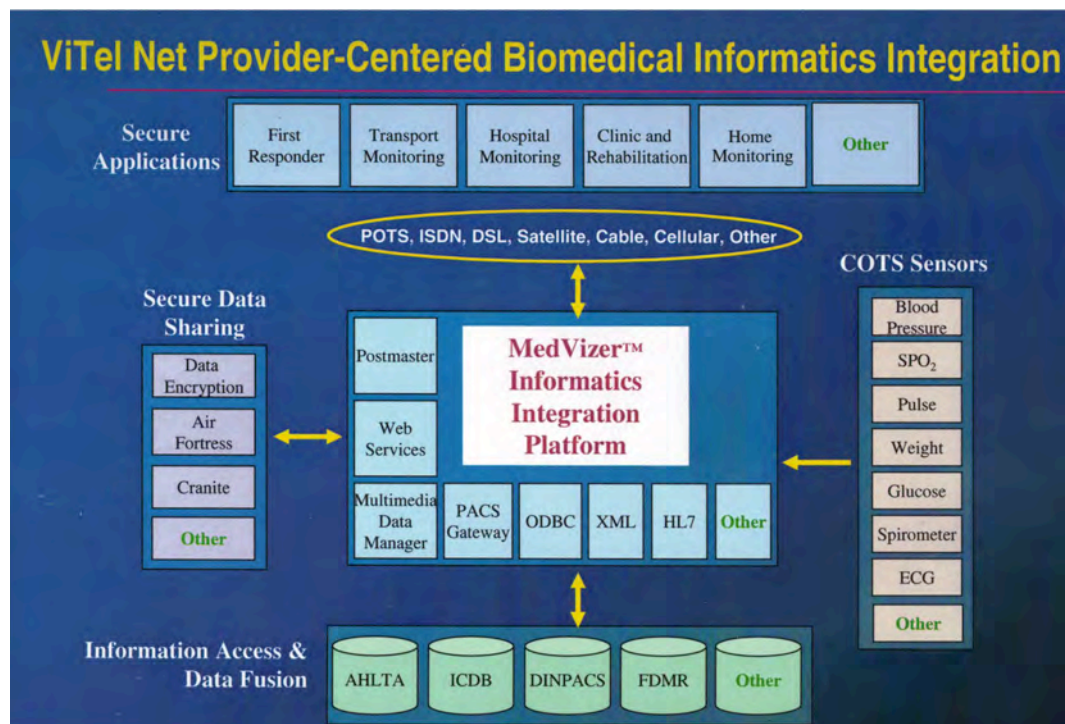 ViTel Net Provider-Centered Biomedical Informatics Integration
Secure
Applications
First
Responder
Transport
Monitoring
Hospital
Monitoring
Clinic and
Rehabilitation
Home
Monitoring
Other
POTS, ISDN, DSL, Satellite, Cable, Cellular, Other
COTS Sensors
Blood
Pressure
SPO₂
Pulse
Weight
Glucose
Spirometer
ECG
Other
Secure Data
Sharing
Data
Encryption
Air
Fortress
Cranite
Other
Postmaster
Web
Services
Multimedia
Data
Manager
MedVizer™
Informatics
Integration
Platform
PACS
Gateway
ODBC
XML
HL7
Other
Information Access &
Data Fusion
AHLTA
ICDB
DINPACS
FDMR
Other